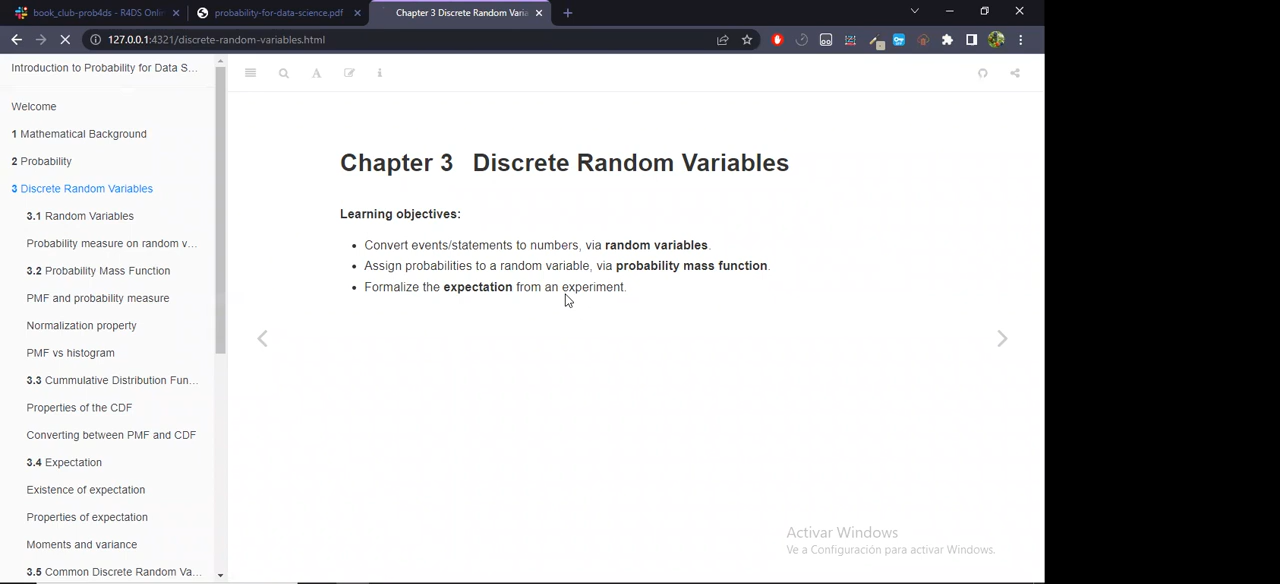 book_club-prob4ds - R4DS Onlin
probability-for-data-science.pdf
Chapter 3 Discrete Random Varia
127.0.0.1:4321/discrete-random-variables.html
Introduction to Probability for Data S...
Welcome
1 Mathematical Background
2 Probability
3 Discrete Random Variables
3.1 Random Variables
Probability measure on random v...
3.2 Probability Mass Function
PMF and probability measure
Normalization property
PMF vs histogram
3.3 Cummulative Distribution Fun...
Properties of the CDF
Converting between PMF and CDF
3.4 Expectation
Existence of expectation
Properties of expectation
Moments and variance
3.5 Common Discrete Random Va...
Chapter 3 Discrete Random Variables
Learning objectives:
• Convert events/statements to numbers, via random variables.
• Assign probabilities to a random variable, via probability mass function.
• Formalize the expectation from an experiment.
Activar Windows
Ve a Configuración para activar Windows.